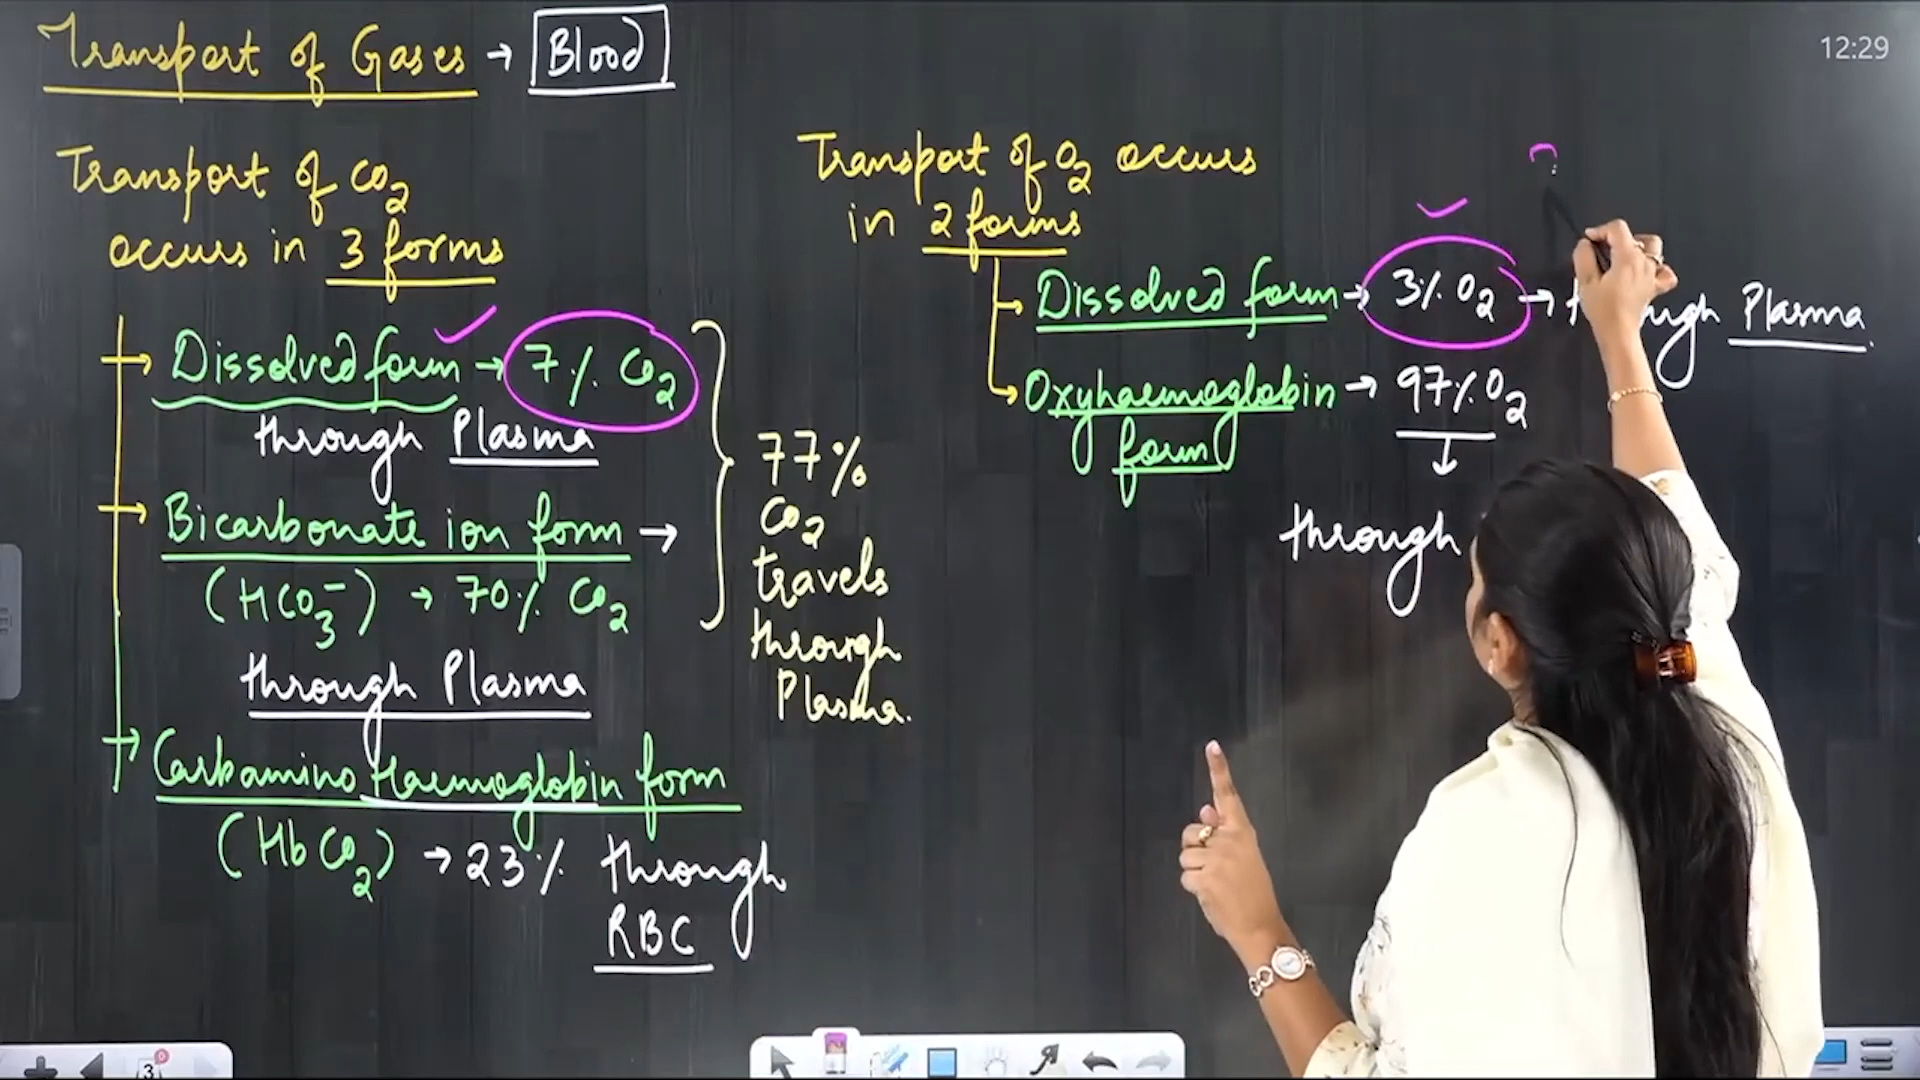 Transport of Gases → Blood
12:29
Transport of CO2
occurs in 3 forms
→ Dissolved form → 7% CO2
through Plasma
→ Bicarbonate ion form →
(HCO3-) → 70% CO2
through Plasma
→ Carbamino Haemoglobin form
(HbCO2) → 23% through
RBC
77%
CO2
travels
through
Plasma.
Transport of O2 occurs
in 2 forms
→ Dissolved form → 3% O2 → Plasma.
→ Oxyhaemoglobin → 97% O2
form
through
3
0